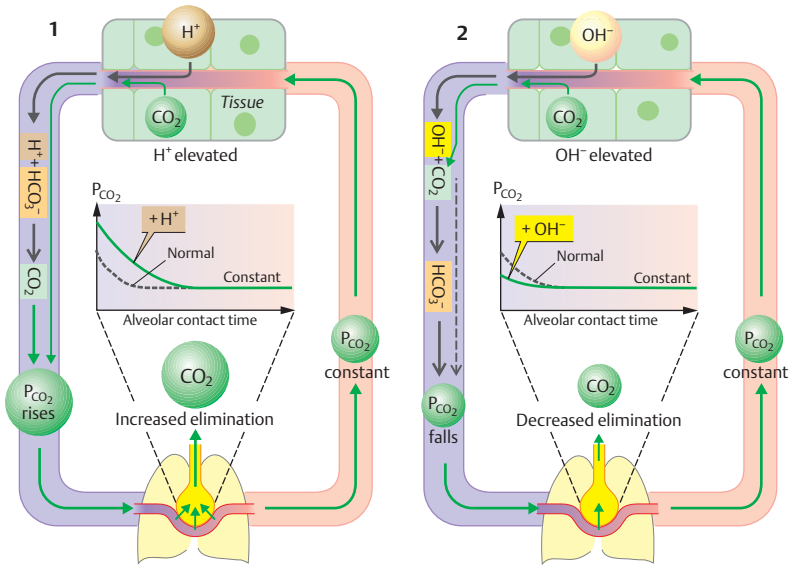 1
H⁺
Tissue
CO₂
H⁺ elevated
H⁺ + HCO₃⁻
CO₂
P_CO₂
+ H⁺
Normal
Constant
Alveolar contact time
P_CO₂
rises
CO₂
Increased elimination
P_CO₂
constant
2
OH⁻
CO₂
OH⁻ elevated
OH⁻ + CO₂
HCO₃⁻
P_CO₂
+ OH⁻
Normal
Constant
Alveolar contact time
P_CO₂
falls
CO₂
Decreased elimination
P_CO₂
constant